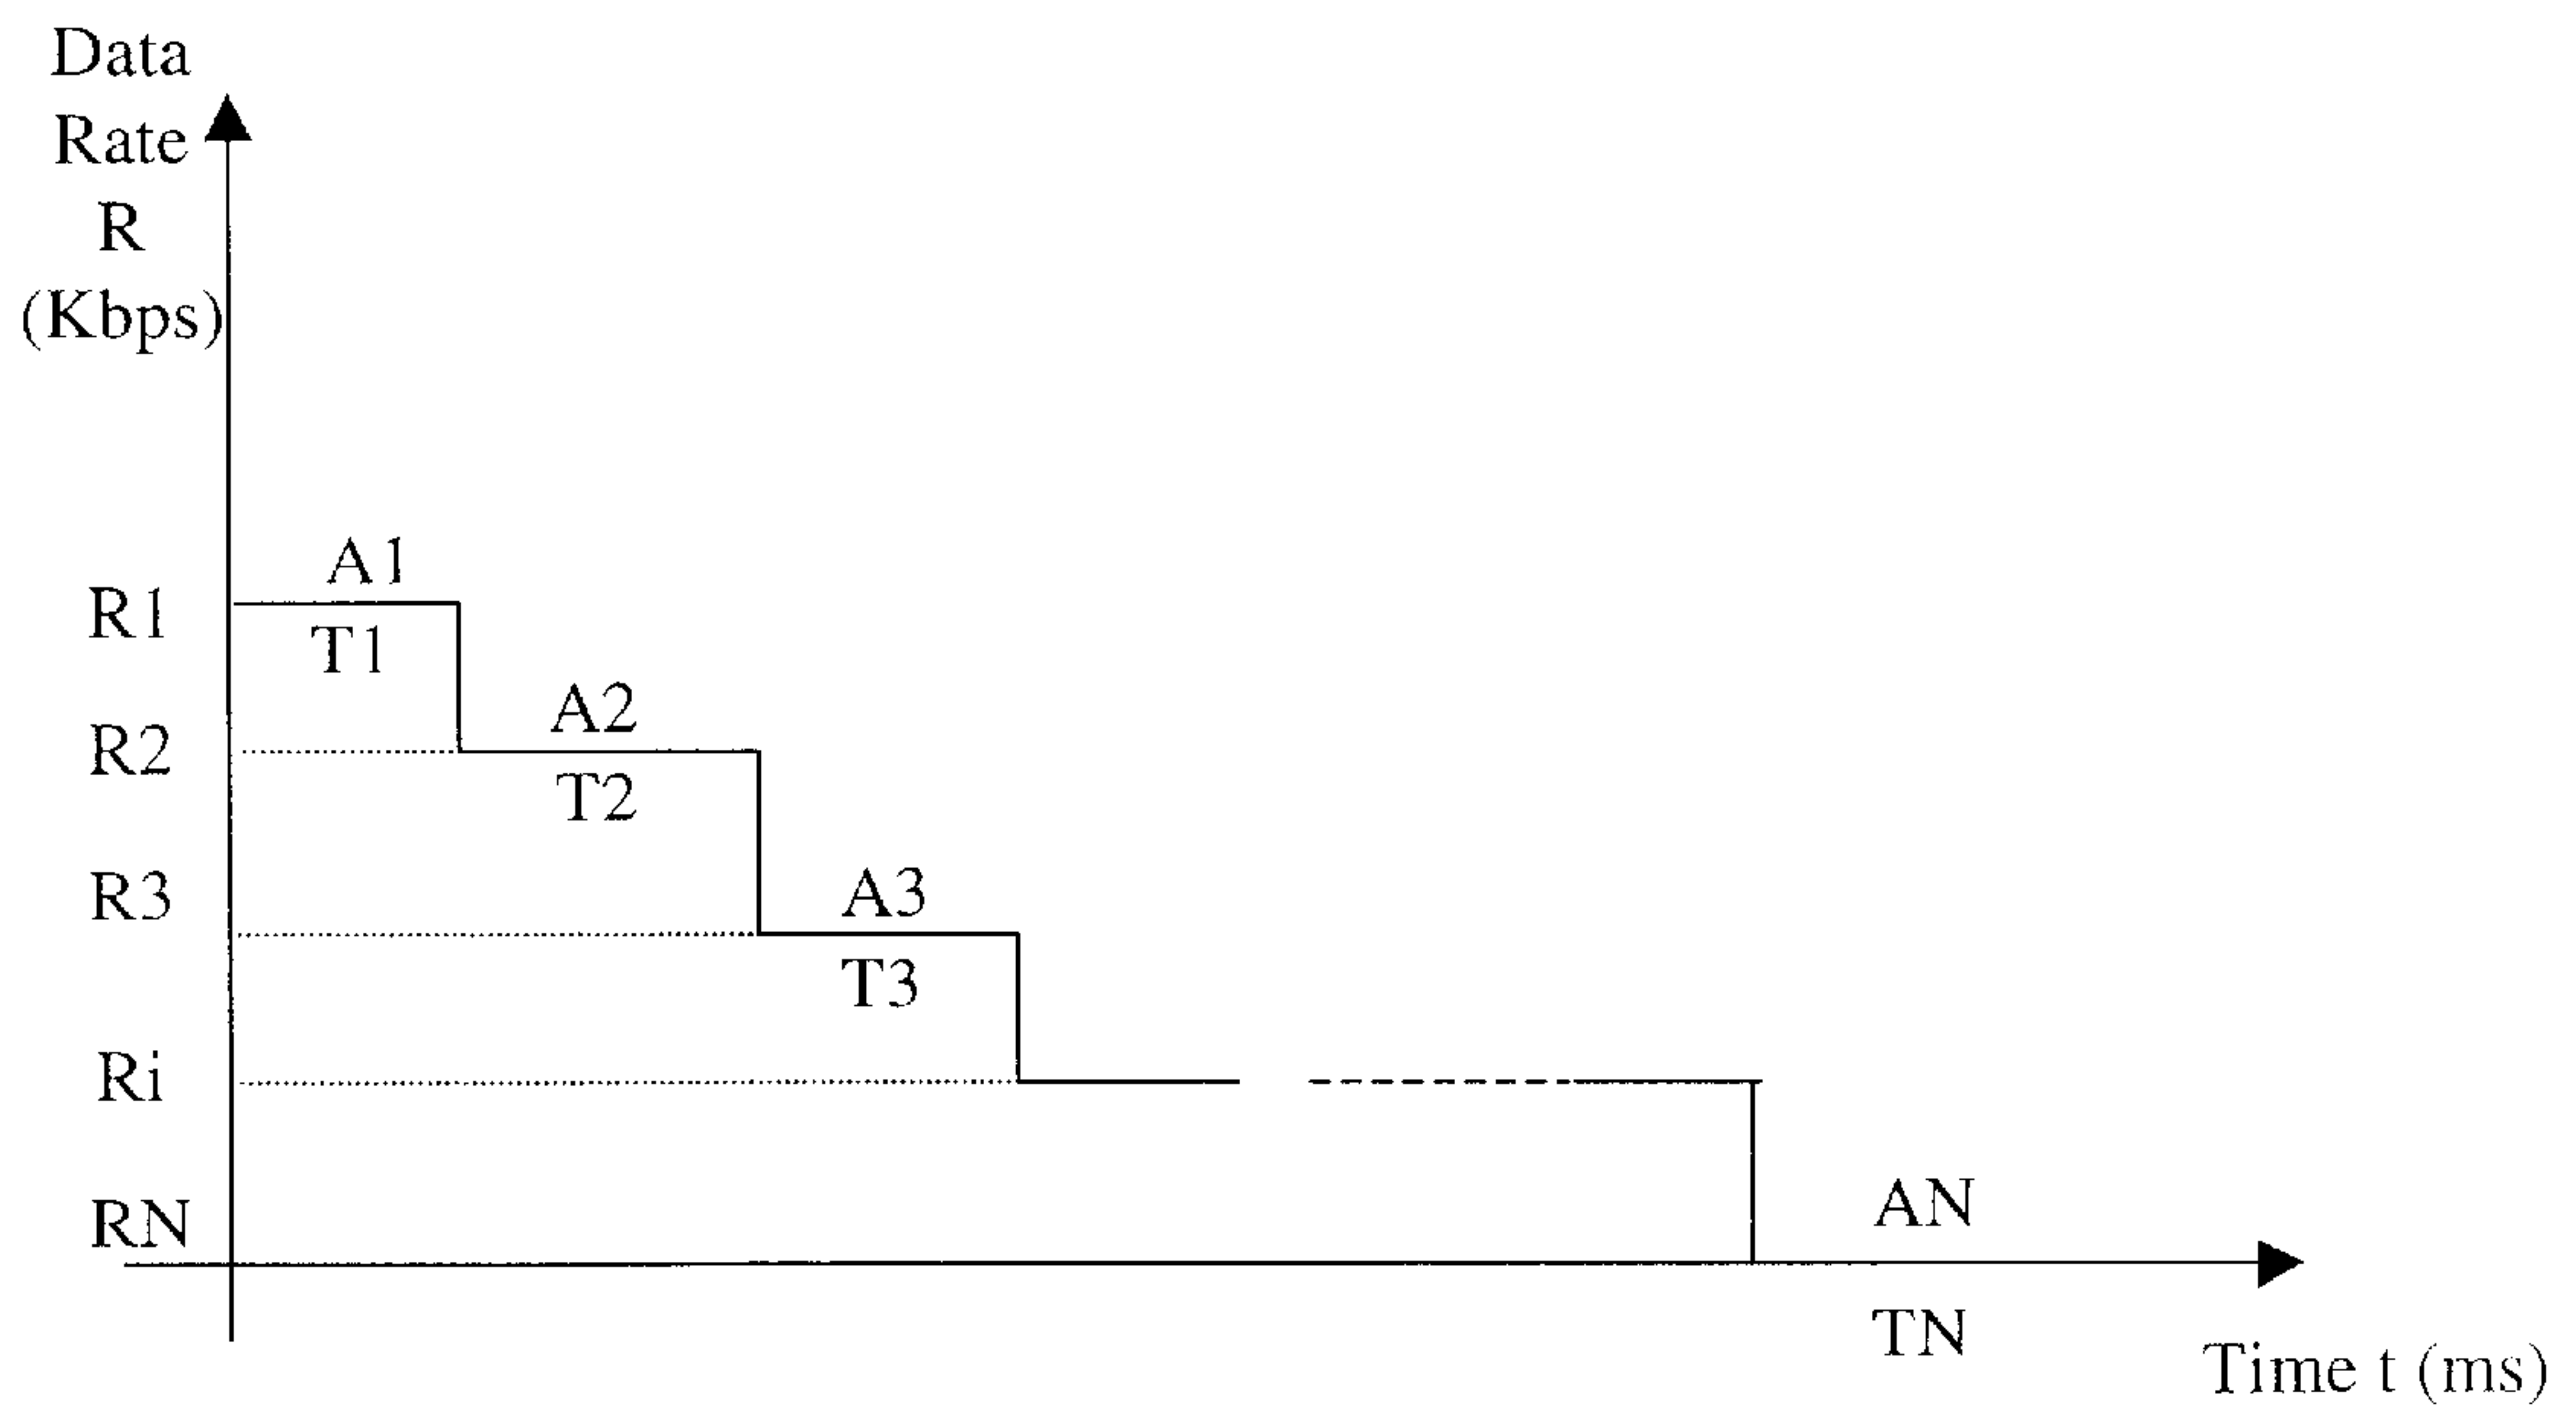 Data
Rate
R
(Kbps)
A1
R1
T1
A2
R2
T2
A3
R3
T3
Ri
AN
RN
TN
Time t (ms)